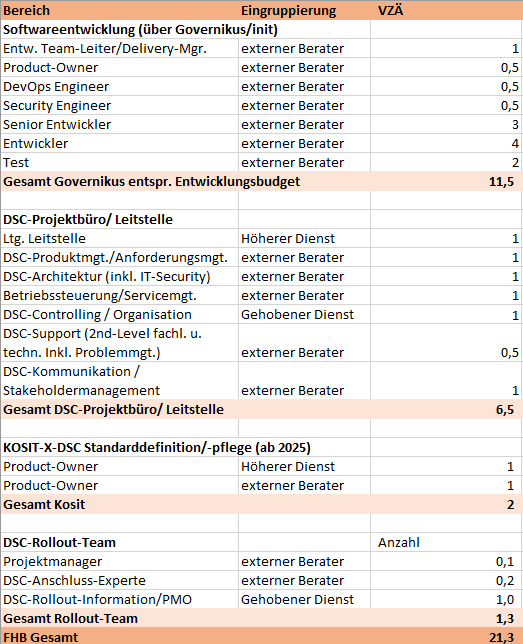 Bereich Eingruppierung VZÄ
Softwareentwicklung (über Governikus/init)
Entw. Team-Leiter/Delivery-Mgr. externer Berater 1
Product-Owner externer Berater 0,5
DevOps Engineer externer Berater 0,5
Security Engineer externer Berater 0,5
Senior Entwickler externer Berater 3
Entwickler externer Berater 4
Test externer Berater 2
Gesamt Governikus entspr. Entwicklungsbudget 11,5
DSC-Projektbüro/ Leitstelle
Ltg. Leitstelle Höherer Dienst 1
DSC-Produktmgt./Anforderungsmgt. externer Berater 1
DSC-Architektur (inkl. IT-Security) externer Berater 1
Betriebssteuerung/Servicemgt. externer Berater 1
DSC-Controlling / Organisation Gehobener Dienst 1
DSC-Support (2nd-Level fachl. u.
techn. Inkl. Problemmgt.) externer Berater 0,5
DSC-Kommunikation /
Stakeholdermanagement externer Berater 1
Gesamt DSC-Projektbüro/ Leitstelle 6,5
KOSIT-X-DSC Standarddefinition/-pflege (ab 2025)
Product-Owner Höherer Dienst 1
Product-Owner externer Berater 1
Gesamt Kosit 2
DSC-Rollout-Team Anzahl
Projektmanager externer Berater 0,1
DSC-Anschluss-Experte externer Berater 0,2
DSC-Rollout-Information/PMO Gehobener Dienst 1,0
Gesamt Rollout-Team 1,3
FHB Gesamt 21,3